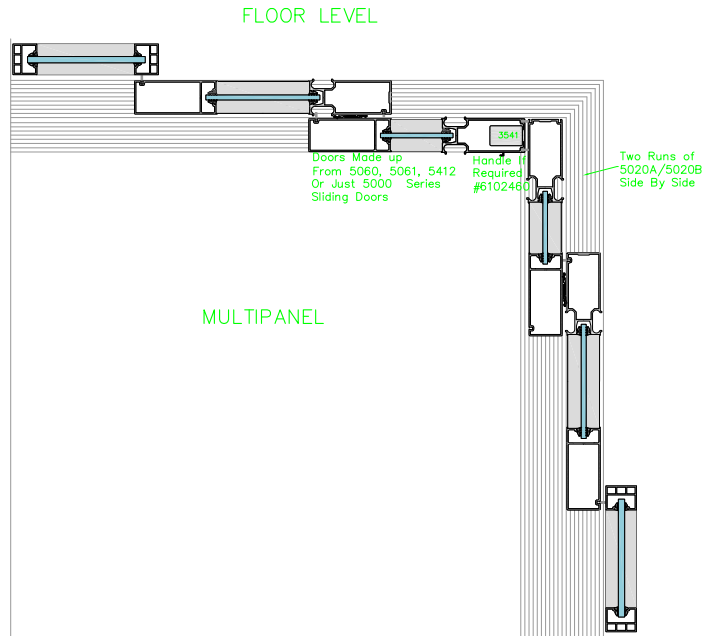 FLOOR LEVEL
3541
Doors Made up
From 5060, 5061, 5412
Or Just 5000 Series
Sliding Doors
Handle If
Required
#6102460
Two Runs of
5020A/5020B
Side By Side
MULTIPANEL